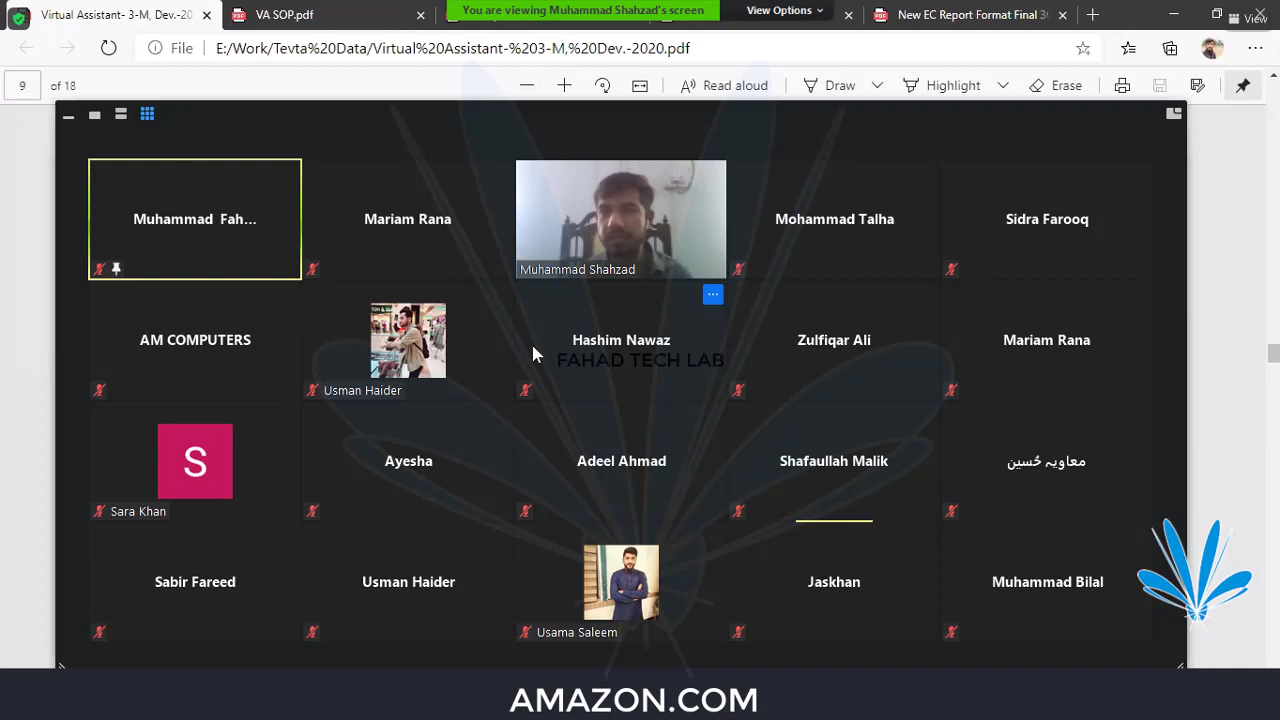 Virtual Assistant- 3-M, Dev.-20
VA SOP.pdf
You are viewing Muhammad Shahzad's screen
View Options
New EC Report Format Final
View
File
E:/Work/Tevta%20Data/Virtual%20Assistant-%203-M,%20Dev.-2020.pdf
9 of 18
Read aloud
Draw
Highlight
Erase
Muhammad Fah...
Mariam Rana
Muhammad Shahzad
Mohammad Talha
Sidra Farooq
AM COMPUTERS
Usman Haider
Hashim Nawaz
FAHAD TECH LAB
Zulfiqar Ali
Mariam Rana
S
Sara Khan
Ayesha
Adeel Ahmad
Shafaullah Malik
معاویہ حُسین
Sabir Fareed
Usman Haider
Usama Saleem
Jaskhan
Muhammad Bilal
AMAZON.COM